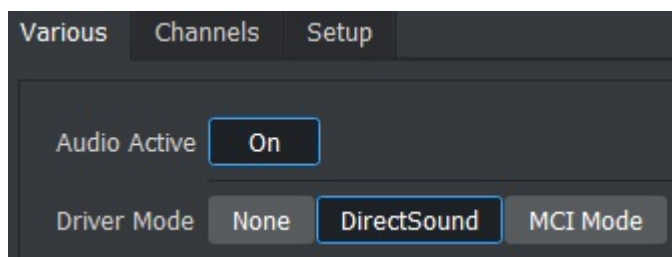 Various Channels Setup
Audio Active On
Driver Mode None DirectSound MCI Mode